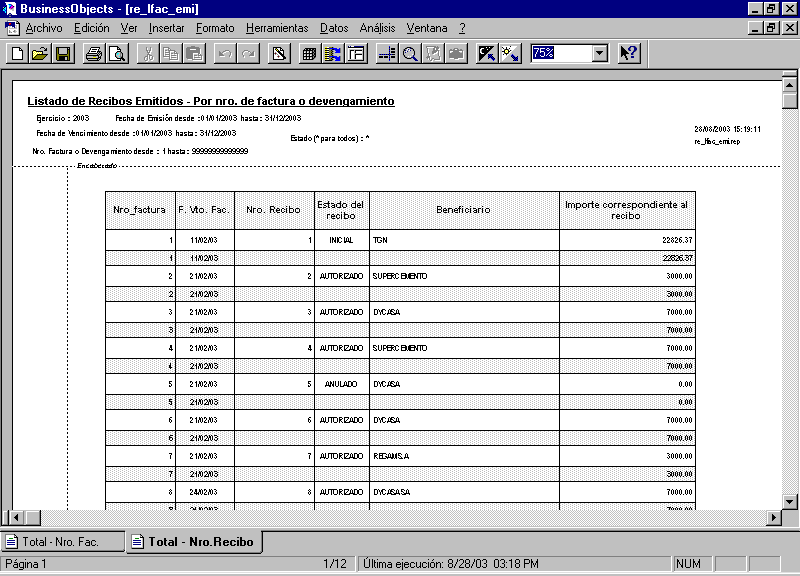 BusinessObjects - [re_lfac_emi]
Archivo Edición Ver Insertar Formato Herramientas Datos Análisis Ventana ?
75%
Listado de Recibos Emitidos - Por nro. de factura o devengamiento
Ejercicio : 2003 Fecha de Emisión desde :01/01/2003 hasta: 31/12/2003
Fecha de Vencimiento desde :01/01/2003 hasta: 31/12/2003
Estado (* para todos) : *
28/08/2003 15:19:11
re_lfac_emi.rep
Nro. Factura o Devengamiento desde : 1 hasta: 99999999999999
Encabezado
Nro_factura F. Vto. Fac. Nro. Recibo Estado del recibo Beneficiario Importe correspondiente al recibo
1 11/02/03 1 INICIAL TGN 22826.37
1 11/02/03 22826.37
2 21/02/03 2 AUTORIZADO SUPERCEMENTO 3000.00
2 21/02/03 3000.00
3 21/02/03 3 AUTORIZADO DYCASA 7000.00
3 21/02/03 7000.00
4 21/02/03 4 AUTORIZADO SUPERCEMENTO 7000.00
4 21/02/03 7000.00
5 21/02/03 5 ANULADO DYCASA 0.00
5 21/02/03 0.00
6 21/02/03 6 AUTORIZADO DYCASA 7000.00
6 21/02/03 7000.00
7 21/02/03 7 AUTORIZADO REGAMS.A 3000.00
7 21/02/03 3000.00
8 24/02/03 8 AUTORIZADO DYCASASA 7000.00
Total - Nro. Fac. Total - Nro.Recibo
Página 1 1/12 Última ejecución: 8/28/03 03:18 PM NUM